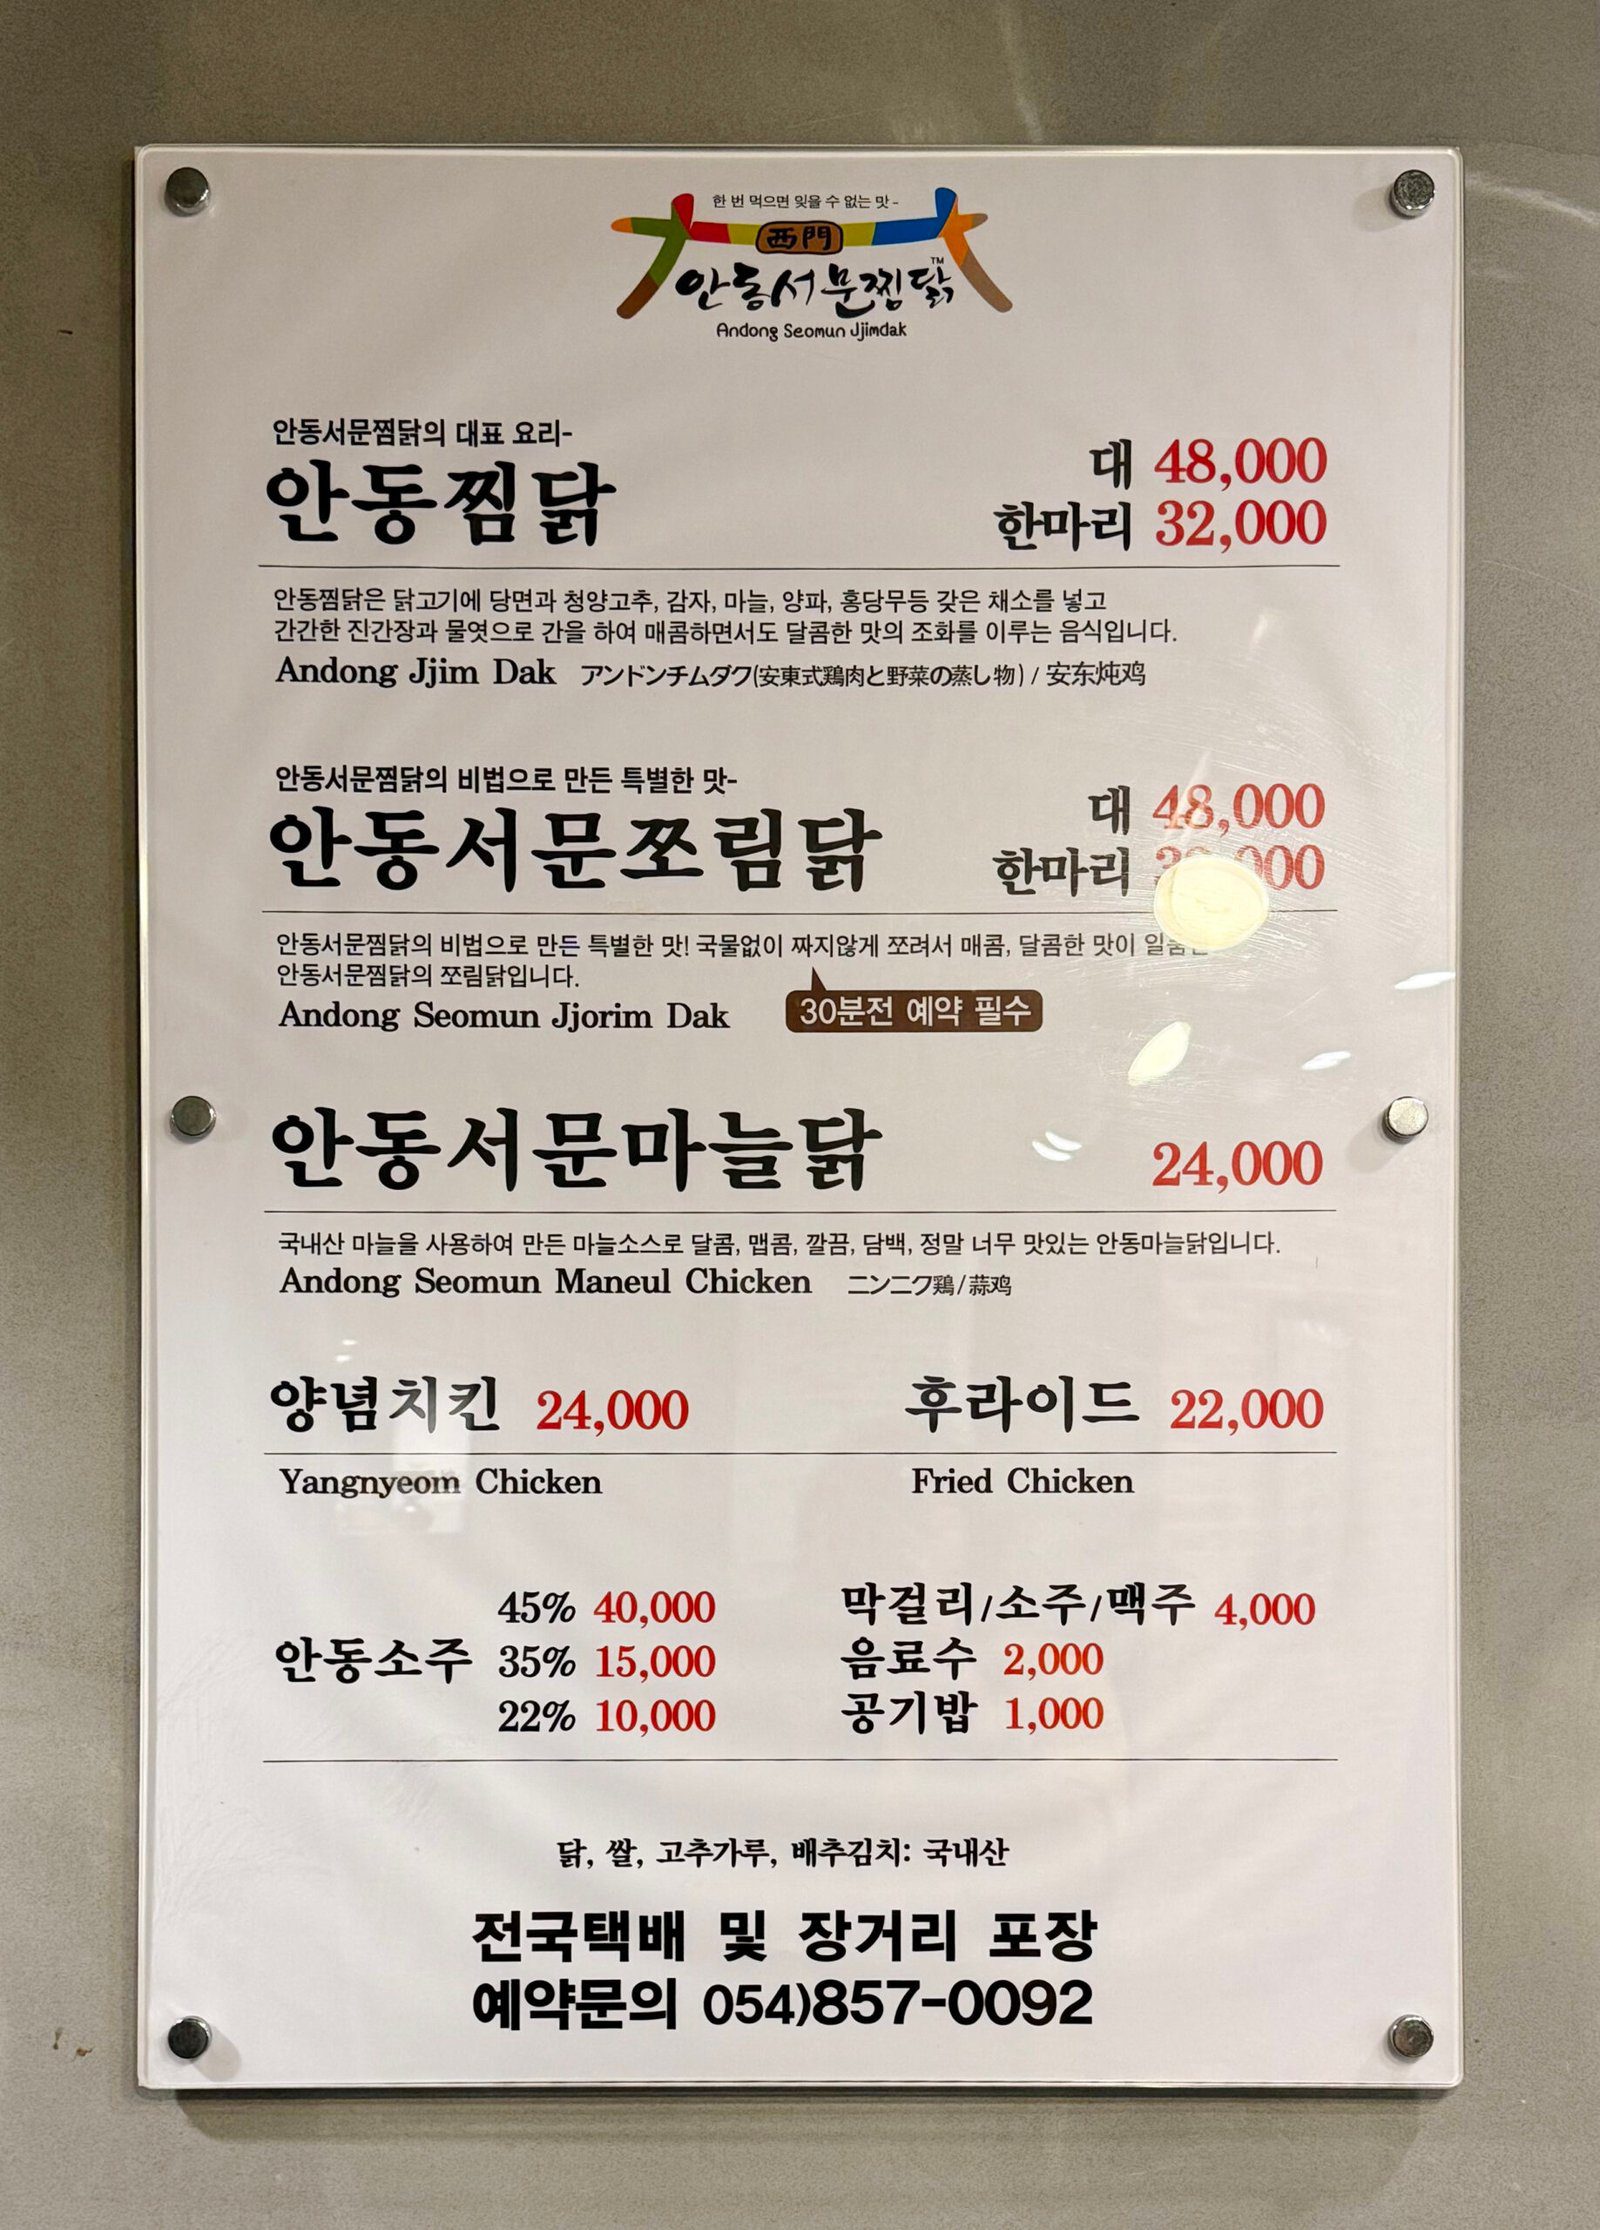 한 번 먹으면 잊을 수 없는 맛-
西門
안동서문찜닭™
Andong Seomun Jjimdak
안동서문찜닭의 대표 요리-
안동찜닭
대 48,000
한마리 32,000
안동찜닭은 닭고기에 당면과 청양고추, 감자, 마늘, 양파, 홍당무등 갖은 채소를 넣고
간간한 진간장과 물엿으로 간을 하여 매콤하면서도 달콤한 맛의 조화를 이루는 음식입니다.
Andong Jjim Dak アンドンチムダク(安東式鶏肉と野菜の蒸し物) / 安东炖鸡
안동서문찜닭의 비법으로 만든 특별한 맛-
안동서문쪼림닭
대 48,000
한마리
안동서문찜닭의 비법으로 만든 특별한 맛! 국물없이 짜지않게 쪼려서 매콤, 달콤한 맛이
안동서문찜닭의 쪼림닭입니다.
Andong Seomun Jjorim Dak 30분전 예약 필수
안동서문마늘닭 24,000
국내산 마늘을 사용하여 만든 마늘소스로 달콤, 맵콤, 깔끔, 담백, 정말 너무 맛있는 안동마늘닭입니다.
Andong Seomun Maneul Chicken ニンニク鶏/蒜鸡
양념치킨 24,000
Yangnyeom Chicken
후라이드 22,000
Fried Chicken
안동소주
45% 40,000
35% 15,000
22% 10,000
막걸리/소주/맥주 4,000
음료수 2,000
공기밥 1,000
닭, 쌀, 고추가루, 배추김치: 국내산
전국택배 및 장거리 포장
예약문의 054)857-0092